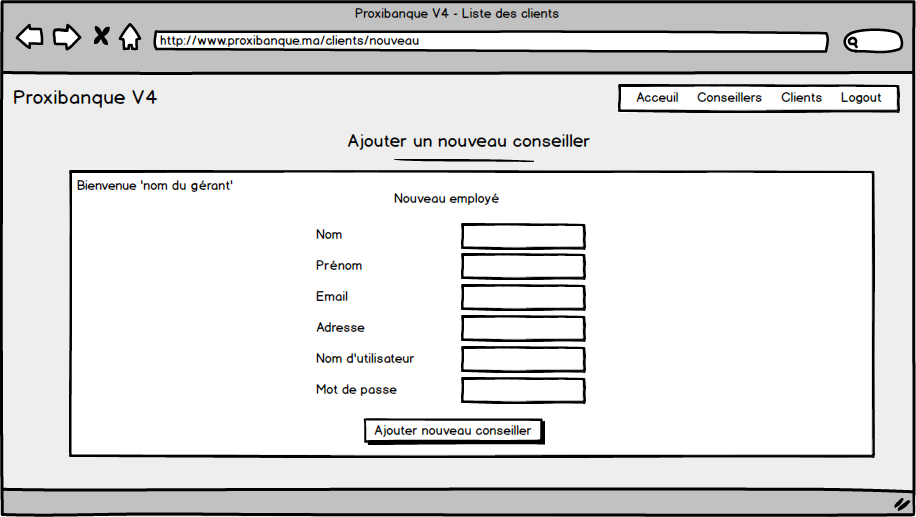 Proxibanque V4 - Liste des clients
http://www.proxibanque.ma/clients/nouveau
Proxibanque V4
Acceuil Conseillers Clients Logout
Ajouter un nouveau conseiller
Bienvenue 'nom du gérant'
Nouveau employé
Nom
Prénom
Email
Adresse
Nom d'utilisateur
Mot de passe
Ajouter nouveau conseiller